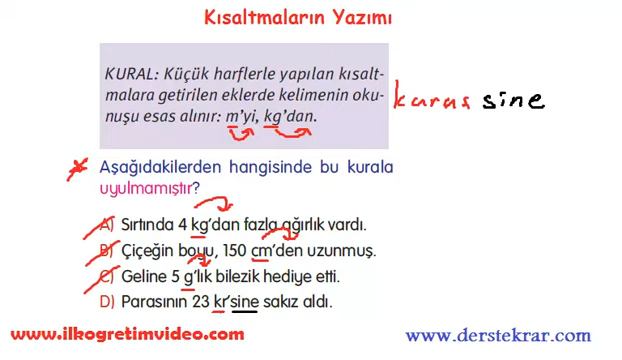 Kısaltmaların Yazımı
KURAL: Küçük harflerle yapılan kısalt-
malara getirilen eklerde kelimenin oku-
nuşu esas alınır: m'yi, kg'dan.
kuruş sine
Aşağıdakilerden hangisinde bu kurala
uyulmamıştır?
A) Sırtında 4 kg'dan fazla ağırlık vardı.
B) Çiçeğin boyu, 150 cm'den uzunmuş.
C) Geline 5 g'lık bilezik hediye etti.
D) Parasının 23 kr'sine sakız aldı.
www.ilkogretimvideo.com
www.derstekrar.com